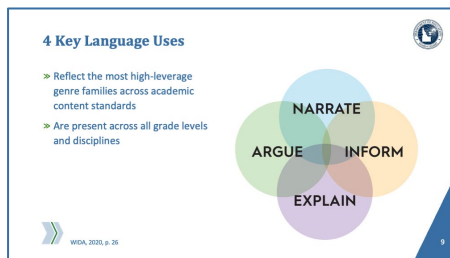 4 Key Language Uses
» Reflect the most high-leverage
genre families across academic
content standards
» Are present across all grade levels
and disciplines
NARRATE
ARGUE
INFORM
EXPLAIN
WIDA, 2020, p. 26
9